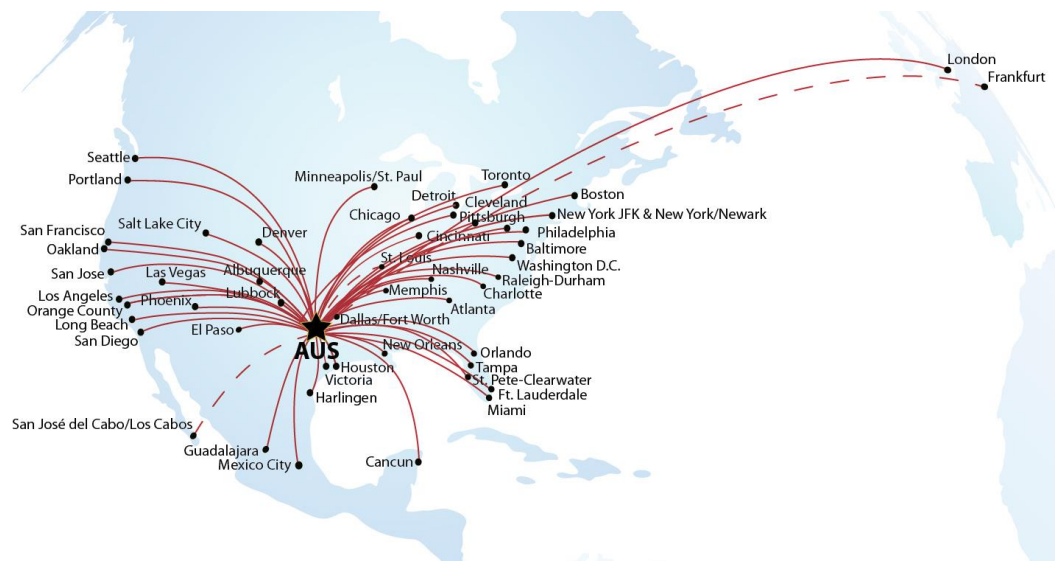 London
Frankfurt
Seattle
Portland
Minneapolis/St. Paul
Toronto
Detroit
Cleveland
Boston
Chicago
Pittsburgh
New York JFK & New York/Newark
Salt Lake City
San Francisco
Denver
Cincinnati
Philadelphia
Oakland
Baltimore
St. Louis
Washington D.C.
San Jose
Las Vegas
Albuquerque
Nashville
Raleigh-Durham
Los Angeles
Phoenix
Lubbock
Memphis
Charlotte
Orange County
Atlanta
Long Beach
El Paso
Dallas/Fort Worth
San Diego
AUS
New Orleans
Orlando
Houston
Tampa
Victoria
St. Pete-Clearwater
Harlingen
Ft. Lauderdale
Miami
San José del Cabo/Los Cabos
Guadalajara
Mexico City
Cancun